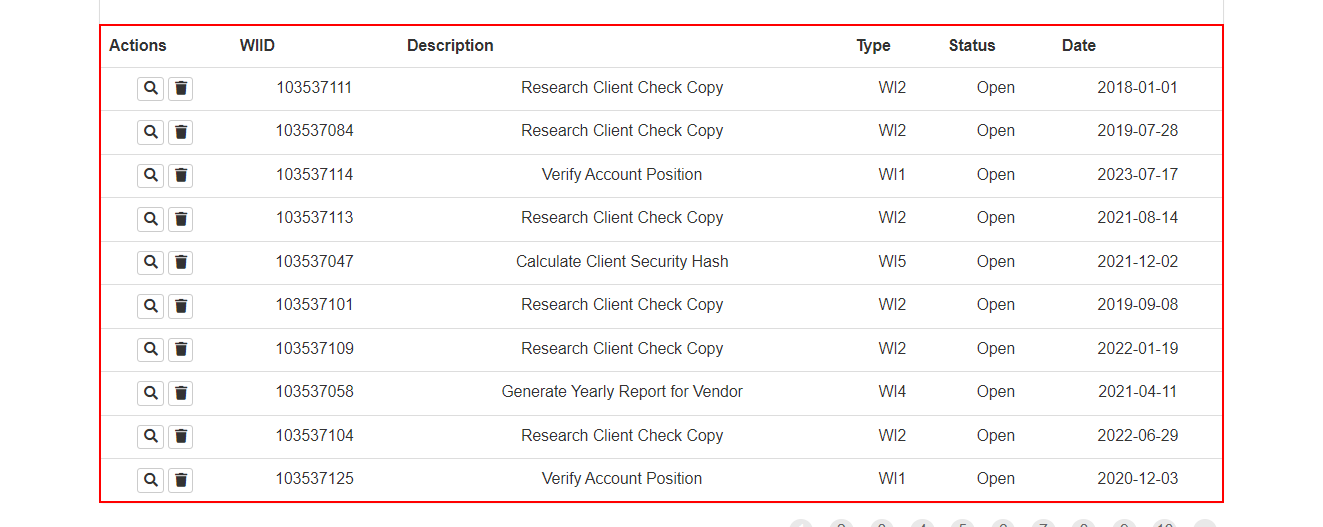 Actions WIID Description Type Status Date
103537111 Research Client Check Copy WI2 Open 2018-01-01
103537084 Research Client Check Copy WI2 Open 2019-07-28
103537114 Verify Account Position WI1 Open 2023-07-17
103537113 Research Client Check Copy WI2 Open 2021-08-14
103537047 Calculate Client Security Hash WI5 Open 2021-12-02
103537101 Research Client Check Copy WI2 Open 2019-09-08
103537109 Research Client Check Copy WI2 Open 2022-01-19
103537058 Generate Yearly Report for Vendor WI4 Open 2021-04-11
103537104 Research Client Check Copy WI2 Open 2022-06-29
103537125 Verify Account Position WI1 Open 2020-12-03